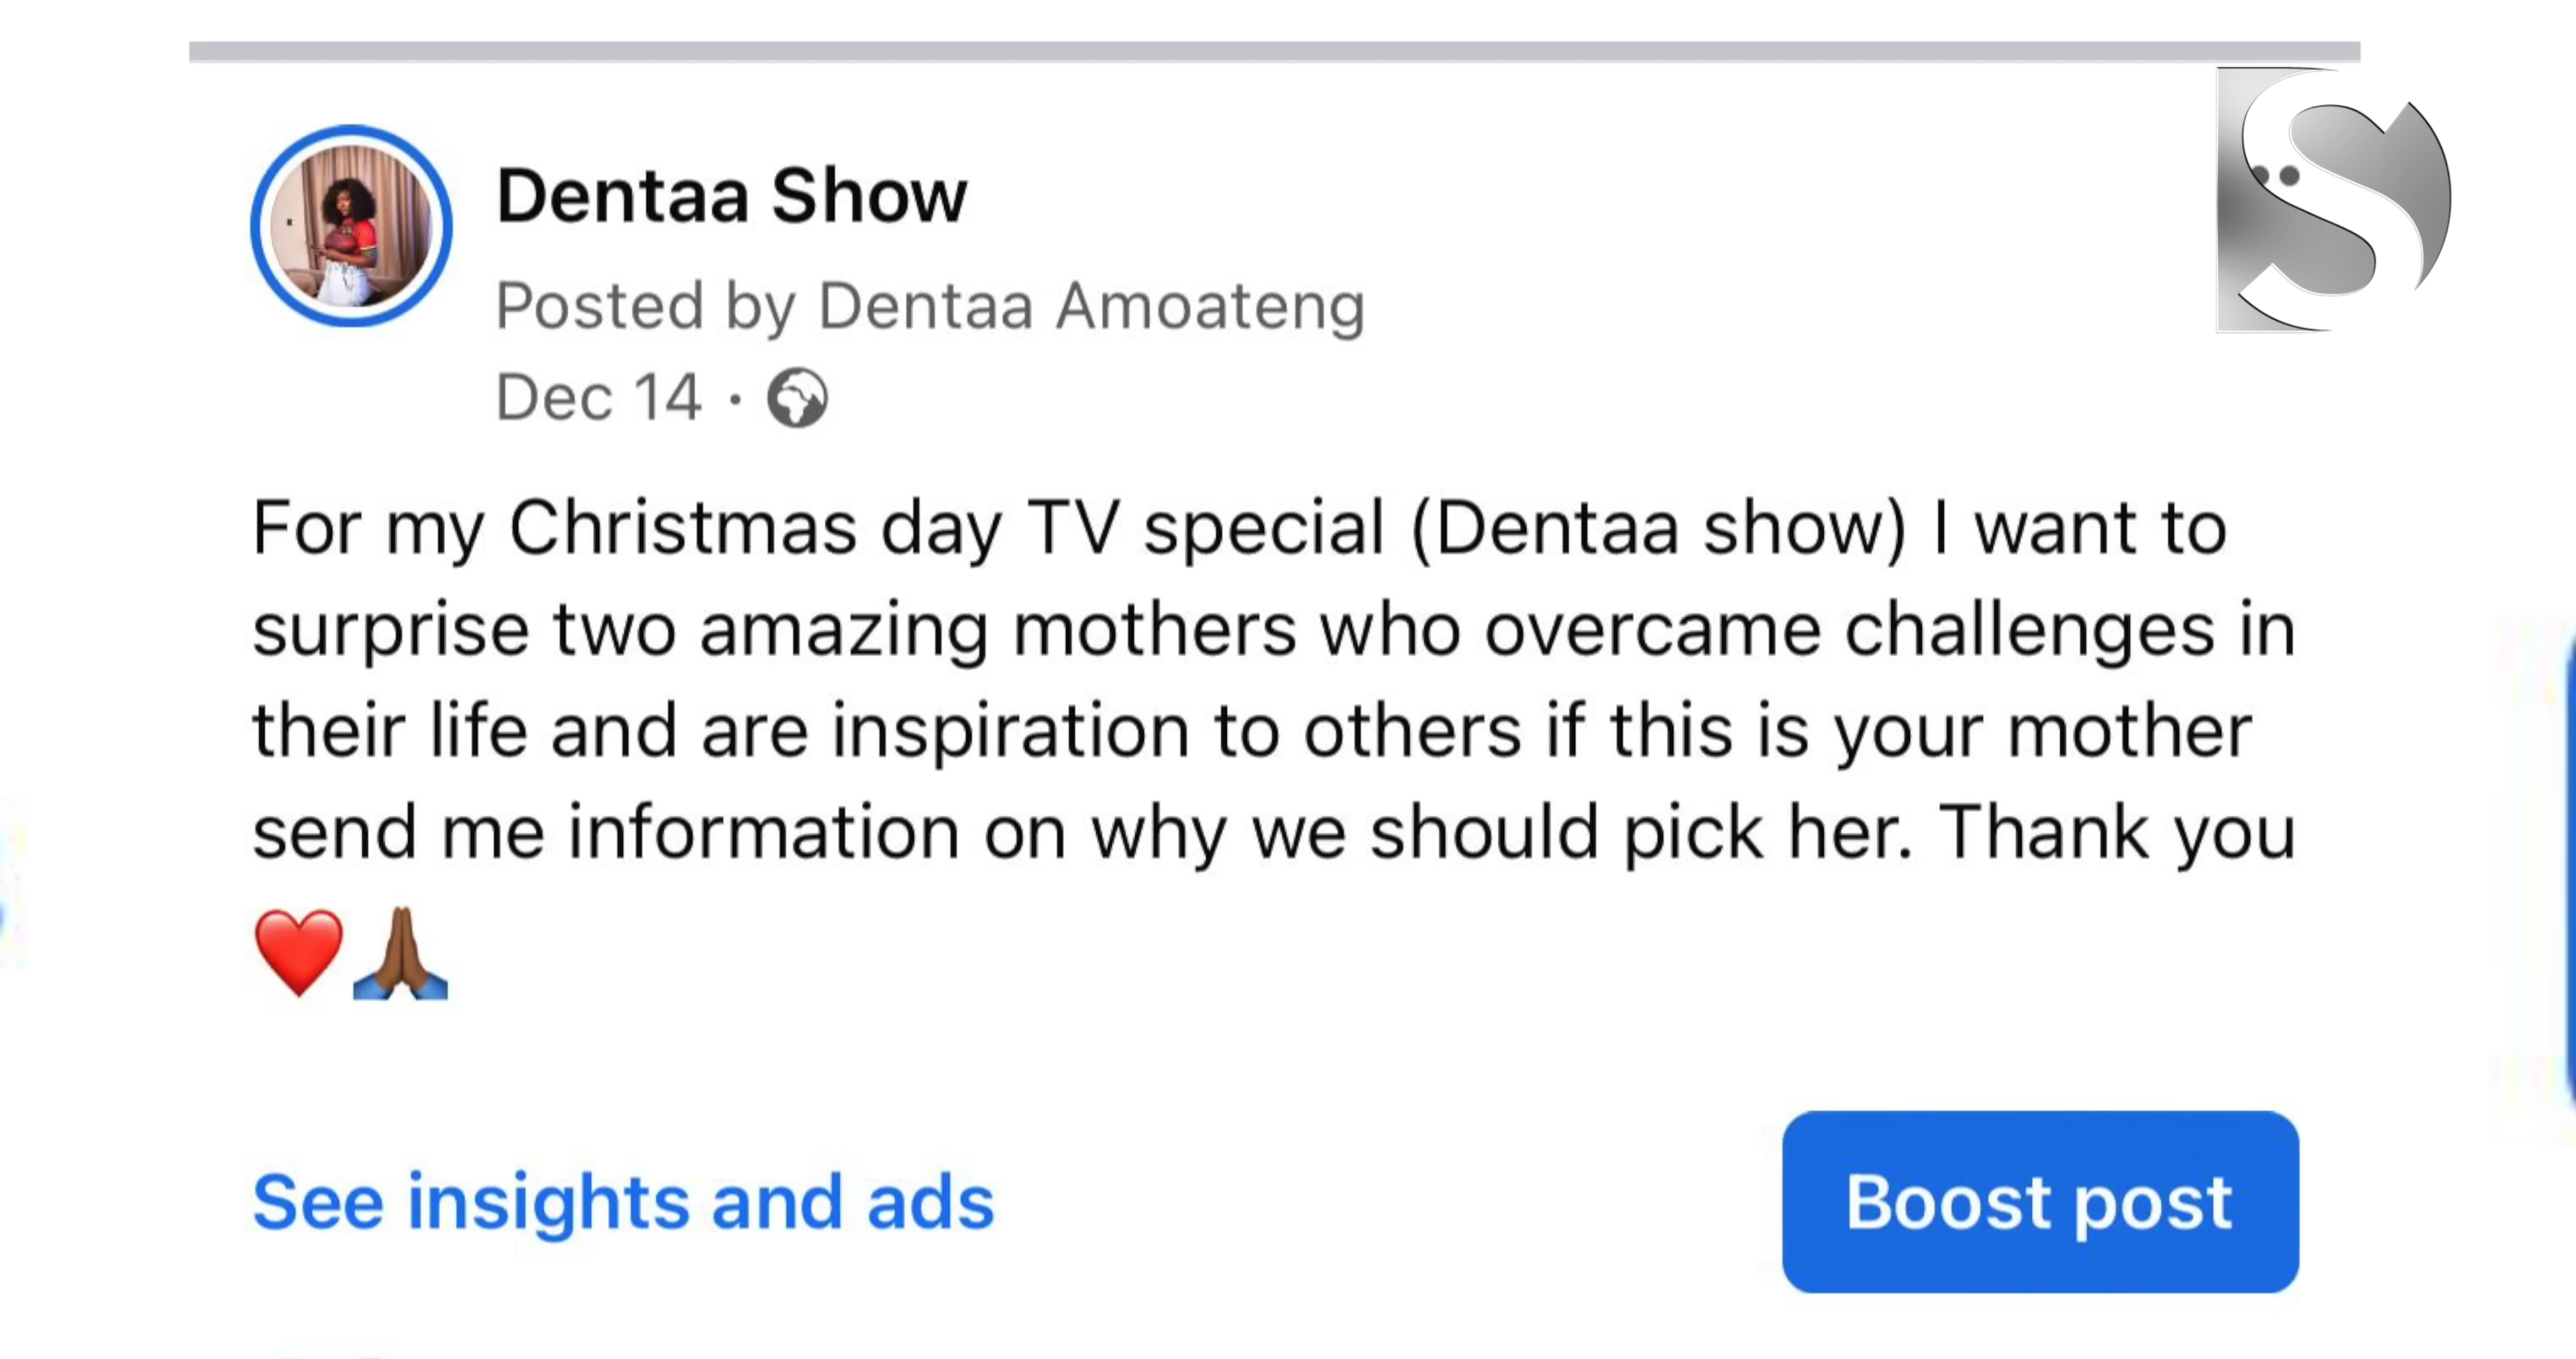 Dentaa Show
Posted by Dentaa Amoateng
Dec 14 ·
For my Christmas day TV special (Dentaa show) I want to
surprise two amazing mothers who overcame challenges in
their life and are inspiration to others if this is your mother
send me information on why we should pick her. Thank you
❤️🙏🏾
See insights and ads
Boost post
S